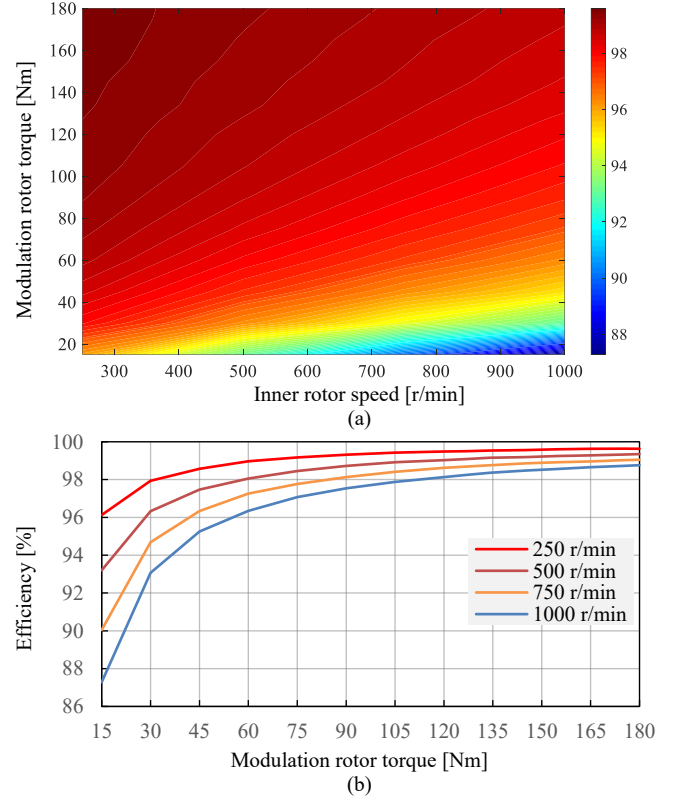 180
160
140
120
100
80
60
40
20
Modulation rotor torque [Nm]
300 400 500 600 700 800 900 1000
Inner rotor speed [r/min]
98
96
94
92
90
88
(a)
100
98
96
94
92
90
88
86
Efficiency [%]
250 r/min
500 r/min
750 r/min
1000 r/min
15 30 45 60 75 90 105 120 135 150 165 180
Modulation rotor torque [Nm]
(b)